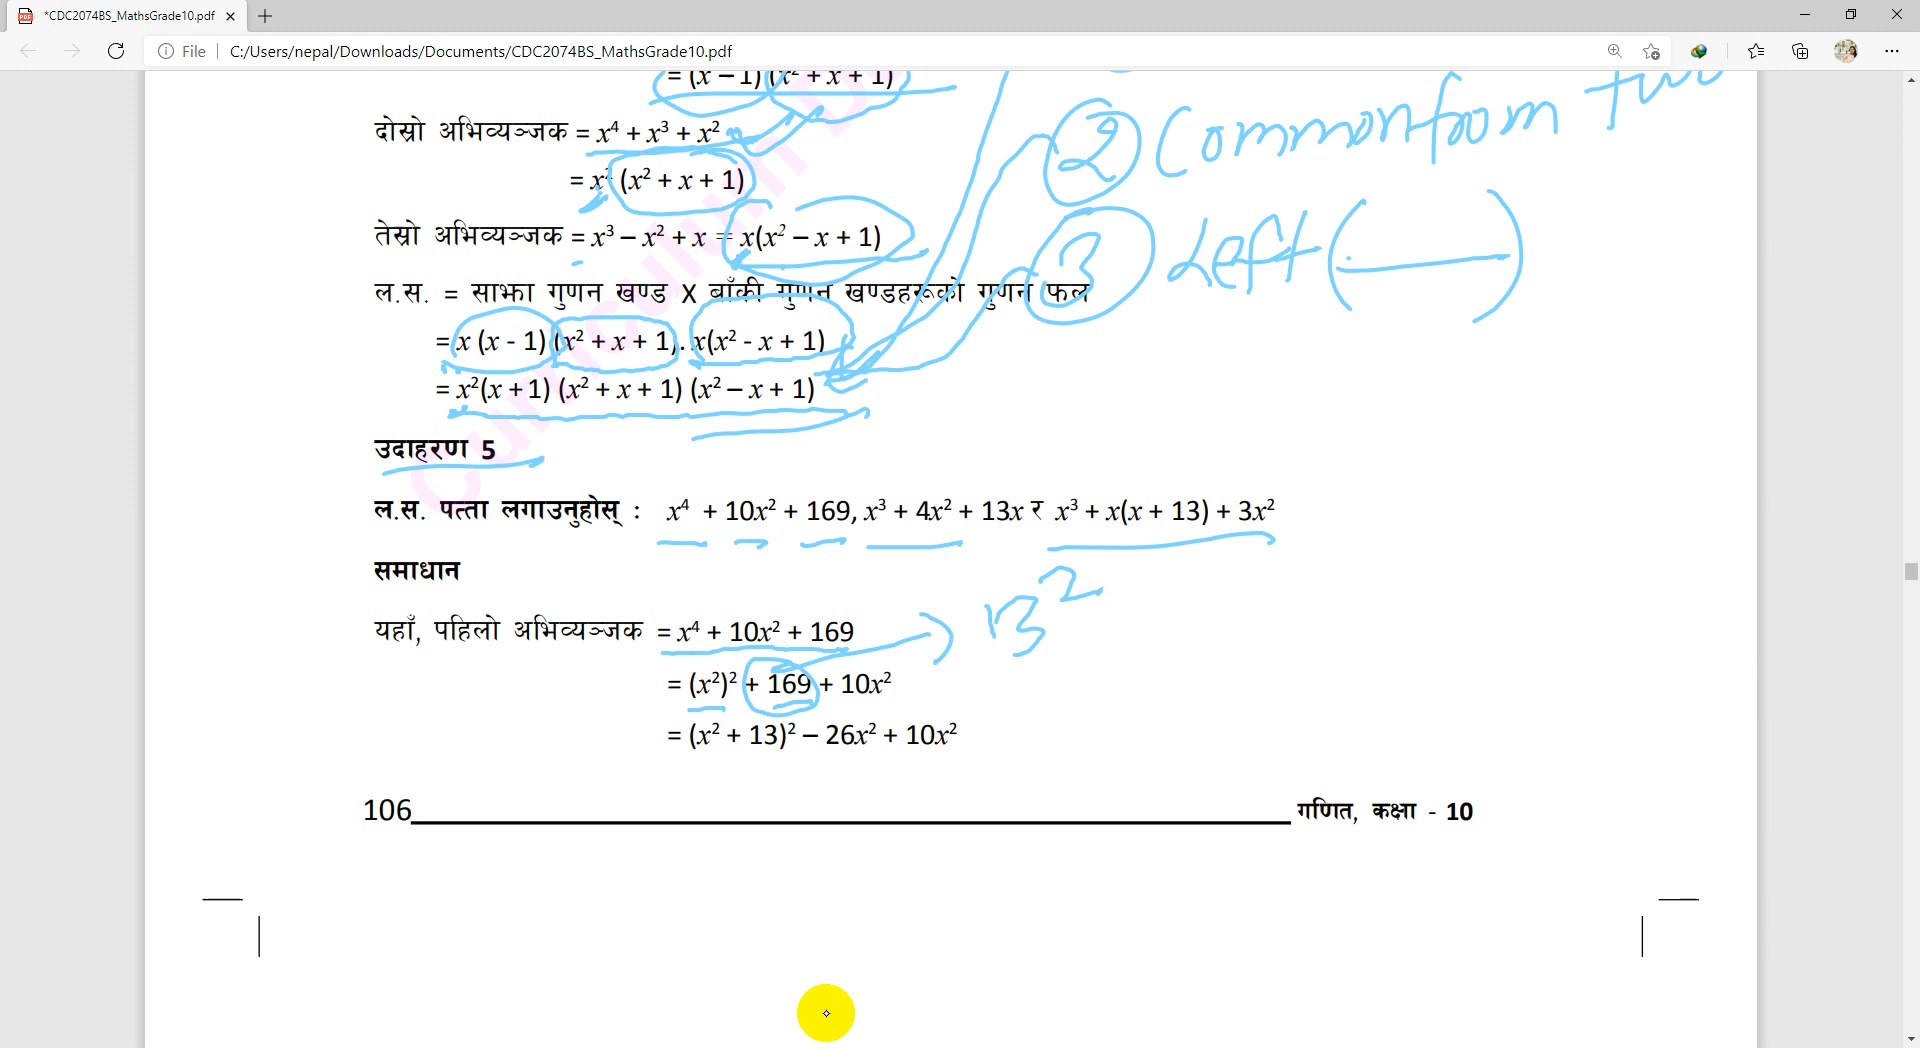 *CDC2074BS_MathsGrade10.pdf
File | C:/Users/nepal/Downloads/Documents/CDC2074BS_MathsGrade10.pdf
= (x – 1) (x² + x + 1)
② Common from two
दोस्रो अभिव्यञ्जक = x⁴ + x³ + x²
= x² (x² + x + 1)
तेस्रो अभिव्यञ्जक = x³ – x² + x = x(x² – x + 1)
③ Left ( )
ल.स. = साझा गुणन खण्ड X बाँकी गुणन खण्डहरूको गुणन फल
= x (x - 1) (x² + x + 1). x(x² - x + 1)
= x²(x + 1) (x² + x + 1) (x² – x + 1)
उदाहरण 5
ल.स. पत्ता लगाउनुहोस् : x⁴ + 10x² + 169, x³ + 4x² + 13x र x³ + x(x + 13) + 3x²
समाधान
यहाँ, पहिलो अभिव्यञ्जक = x⁴ + 10x² + 169
13²
= (x²)² + 169 + 10x²
= (x² + 13)² – 26x² + 10x²
106 गणित, कक्षा - 10